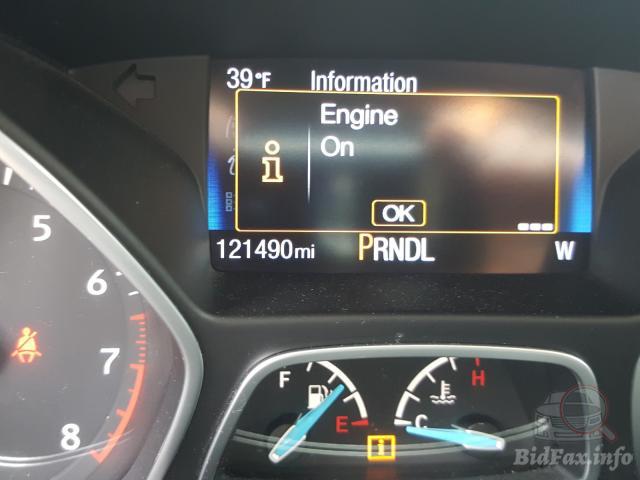 39°F Information
Engine
On
OK
121490mi PRNDL W
5
6
7
8
F
E
H
C
BidFax.info